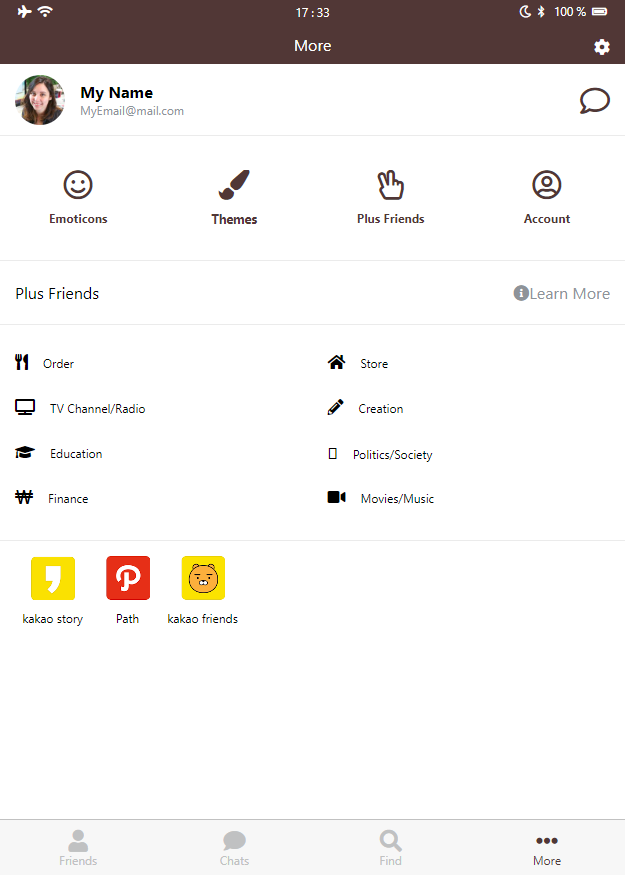 17 : 33
100 %
More
My Name
MyEmail@mail.com
Emoticons
Themes
Plus Friends
Account
Plus Friends
Learn More
Order
Store
TV Channel/Radio
Creation
Education
Politics/Society
Finance
Movies/Music
kakao story
Path
kakao friends
Friends
Chats
Find
More